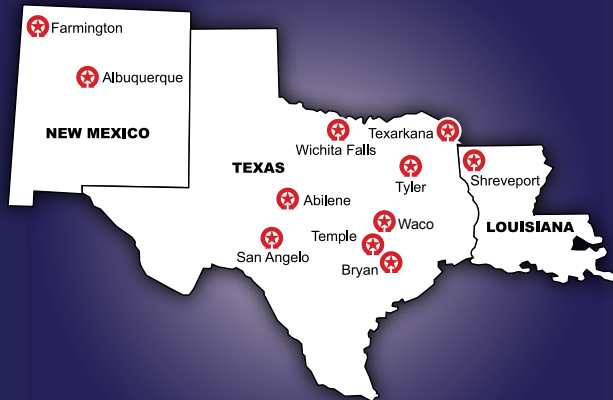 Farmington
Albuquerque
NEW MEXICO
Wichita Falls
Texarkana
TEXAS
Tyler
Shreveport
Abilene
Waco
LOUISIANA
Temple
San Angelo
Bryan